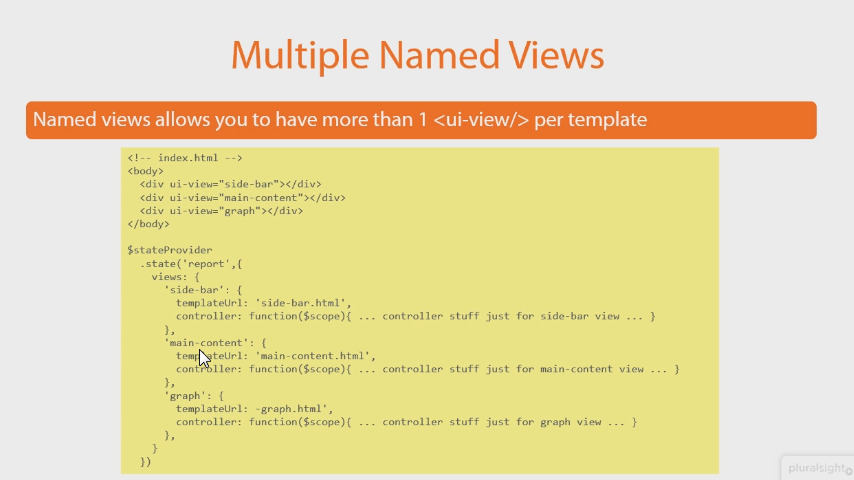 Multiple Named Views
Named views allows you to have more than 1 <ui-view/> per template
<!-- index.html -->
<body>
  <div ui-view="side-bar"></div>
  <div ui-view="main-content"></div>
  <div ui-view="graph"></div>
</body>

$stateProvider
  .state('report',{
    views: {
      'side-bar': {
        templateUrl: 'side-bar.html',
        controller: function($scope){ ... controller stuff just for side-bar view ... }
      },
      'main-content': {
        templateUrl: 'main-content.html',
        controller: function($scope){ ... controller stuff just for main-content view ... }
      },
      'graph': {
        templateUrl: -graph.html',
        controller: function($scope){ ... controller stuff just for graph view ... }
      },
    }
  })
pluralsight